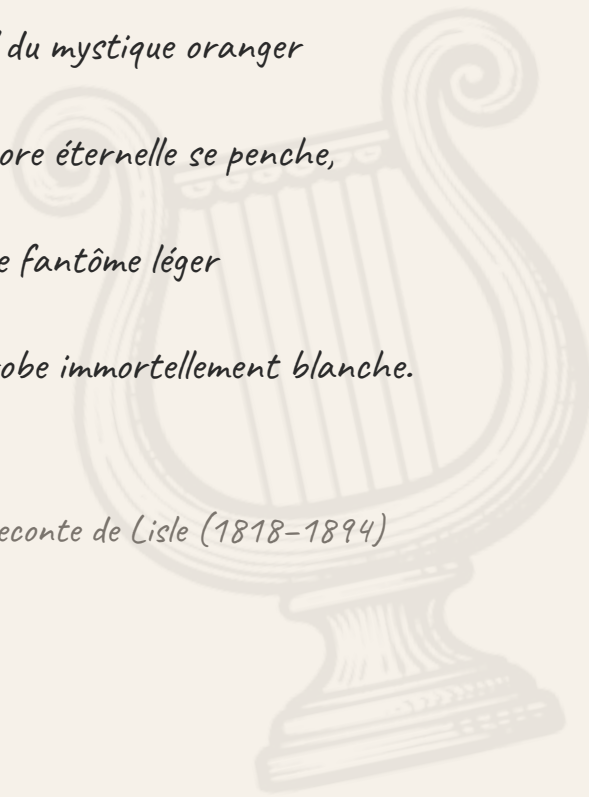 du mystique oranger
ore éternelle se penche,
e fantôme léger
obe immortellement blanche.
econte de Lisle (1818–1894)